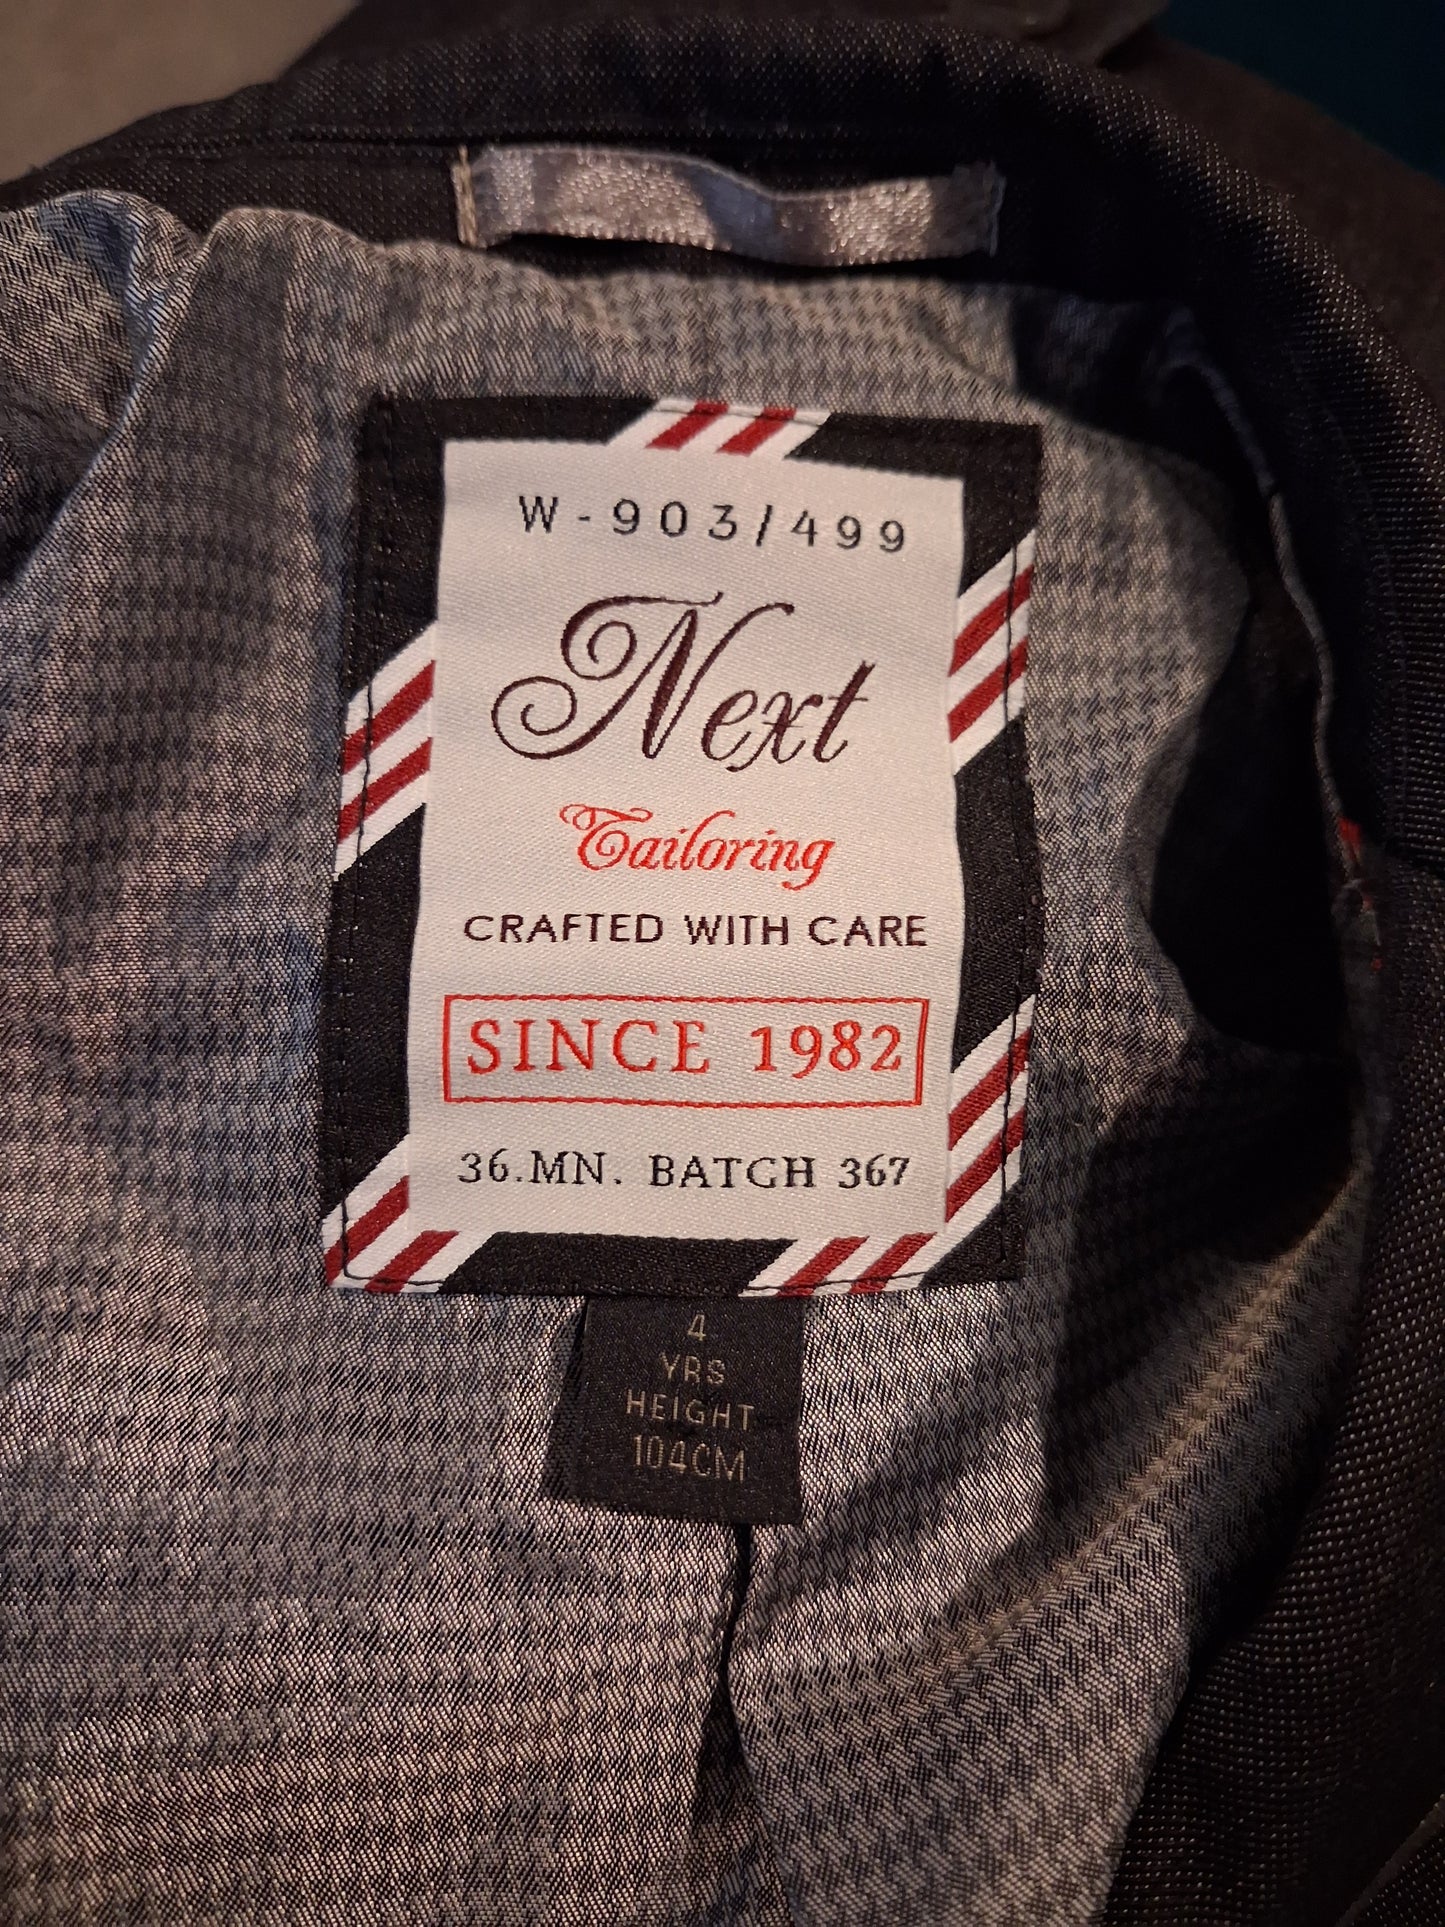 W-903/499
Next
Tailoring
CRAFTED WITH CARE
SINCE 1982
36.MN. BATCH 367
4
YRS
HEIGHT
104CM